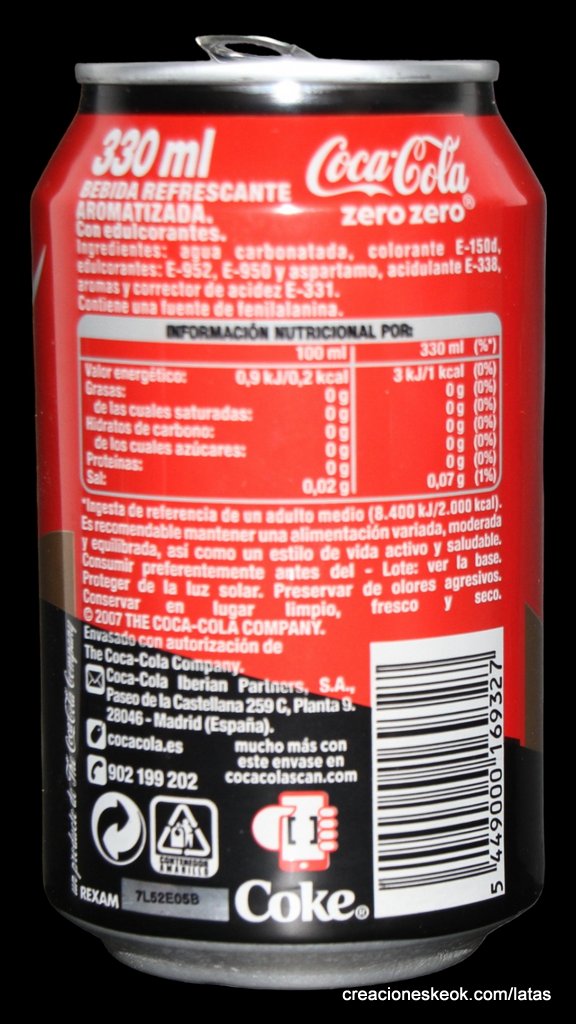 330 ml
Coca-Cola
zero zero®
BEBIDA REFRESCANTE
AROMATIZADA.
Con edulcorantes.
Ingredientes: agua carbonatada, colorante E-150d,
edulcorantes: E-952, E-950 y aspartamo, acidulante E-338,
aromas y corrector de acidez E-331.
Contiene una fuente de fenilalanina.
INFORMACIÓN NUTRICIONAL POR:
100 ml 330 ml (%*)
Valor energético: 0,9 kJ/0,2 kcal 3 kJ/1 kcal (0%)
Grasas: 0 g 0 g (0%)
de las cuales saturadas: 0 g 0 g (0%)
Hidratos de carbono: 0 g 0 g (0%)
de los cuales azúcares: 0 g 0 g (0%)
Proteínas: 0 g 0 g (0%)
Sal: 0,02 g 0,07 g (1%)
*Ingesta de referencia de un adulto medio (8.400 kJ/2.000 kcal).
Es recomendable mantener una alimentación variada, moderada
y equilibrada, así como un estilo de vida activo y saludable.
Consumir preferentemente antes del - Lote: ver la base.
Proteger de la luz solar. Preservar de olores agresivos.
Conservar en lugar limpio, fresco y seco.
© 2007 THE COCA-COLA COMPANY.
Envasado con autorización de
The Coca-Cola Company.
Coca-Cola Iberian Partners, S.A.,
Paseo de la Castellana 259 C, Planta 9.
28046 - Madrid (España).
cocacola.es
902 199 202
mucho más con
este envase en
cocacolascan.com
CONTENEDOR
AMARILLO
REXAM
7L52E05B
Coke®
5 449000 169327
un producto de The Coca-Cola Company
creacioneskeok.com/latas